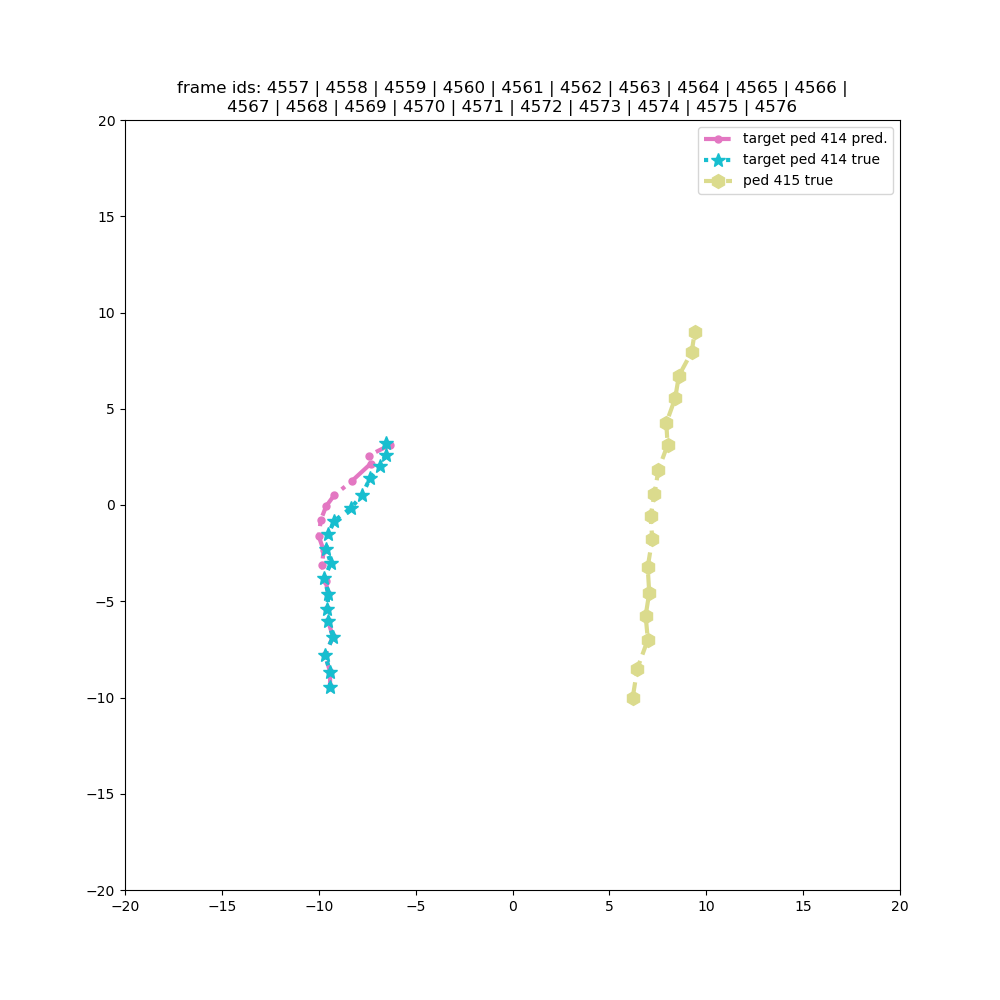 frame ids: 4557 | 4558 | 4559 | 4560 | 4561 | 4562 | 4563 | 4564 | 4565 | 4566 |
4567 | 4568 | 4569 | 4570 | 4571 | 4572 | 4573 | 4574 | 4575 | 4576
target ped 414 pred.
target ped 414 true
ped 415 true
20
15
10
5
0
−5
−10
−15
−20
−20 −15 −10 −5 0 5 10 15 20